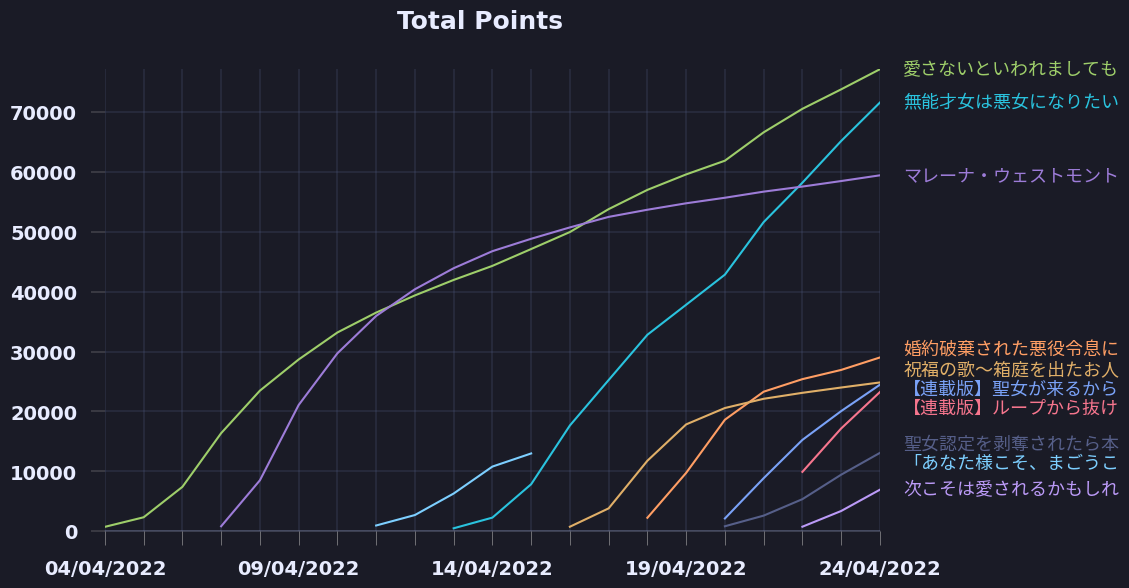 Total Points
70000
60000
50000
40000
30000
20000
10000
0
04/04/2022
09/04/2022
14/04/2022
19/04/2022
24/04/2022
愛さないといわれましても
無能才女は悪女になりたい
マレーナ・ウェストモント
婚約破棄された悪役令息に
祝福の歌～箱庭を出たお人
【連載版】聖女が来るから
【連載版】ループから抜け
聖女認定を剥奪されたら本
「あなた様こそ、まごうこ
次こそは愛されるかもしれ